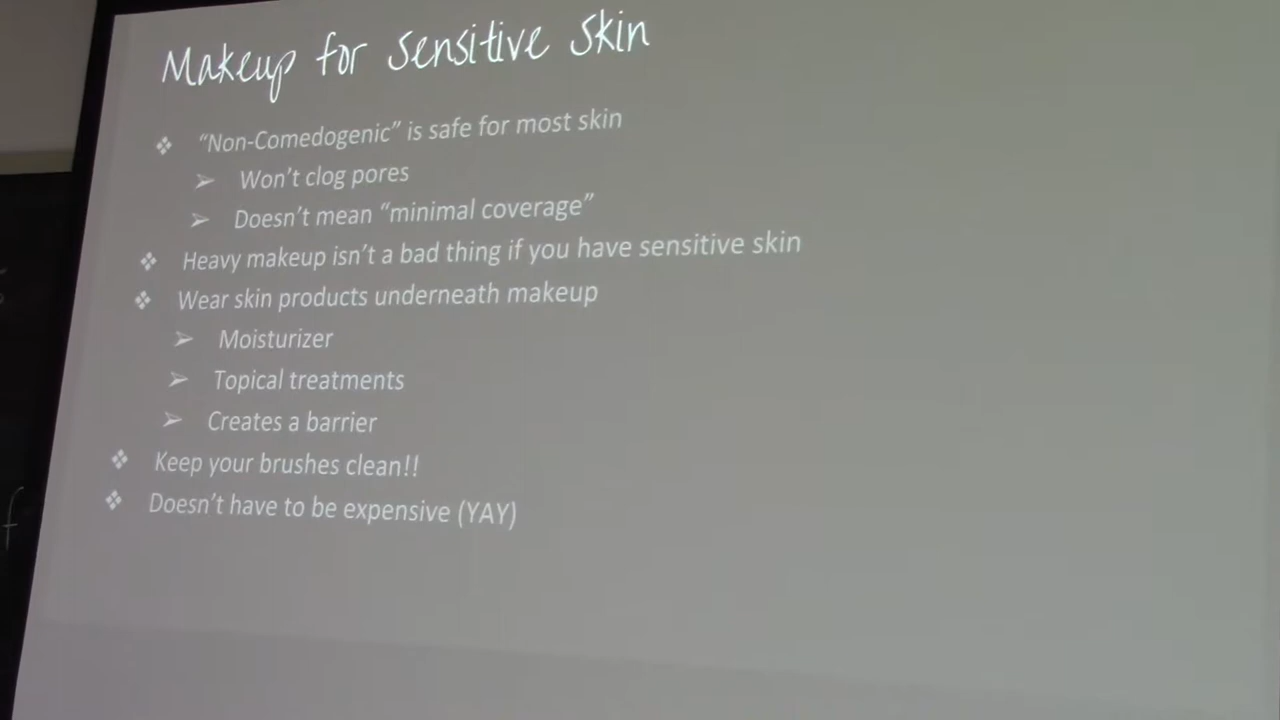 Makeup for Sensitive Skin
“Non-Comedogenic” is safe for most skin
Won't clog pores
Doesn't mean “minimal coverage”
Heavy makeup isn't a bad thing if you have sensitive skin
Wear skin products underneath makeup
Moisturizer
Topical treatments
Creates a barrier
Keep your brushes clean!!
Doesn't have to be expensive (YAY)